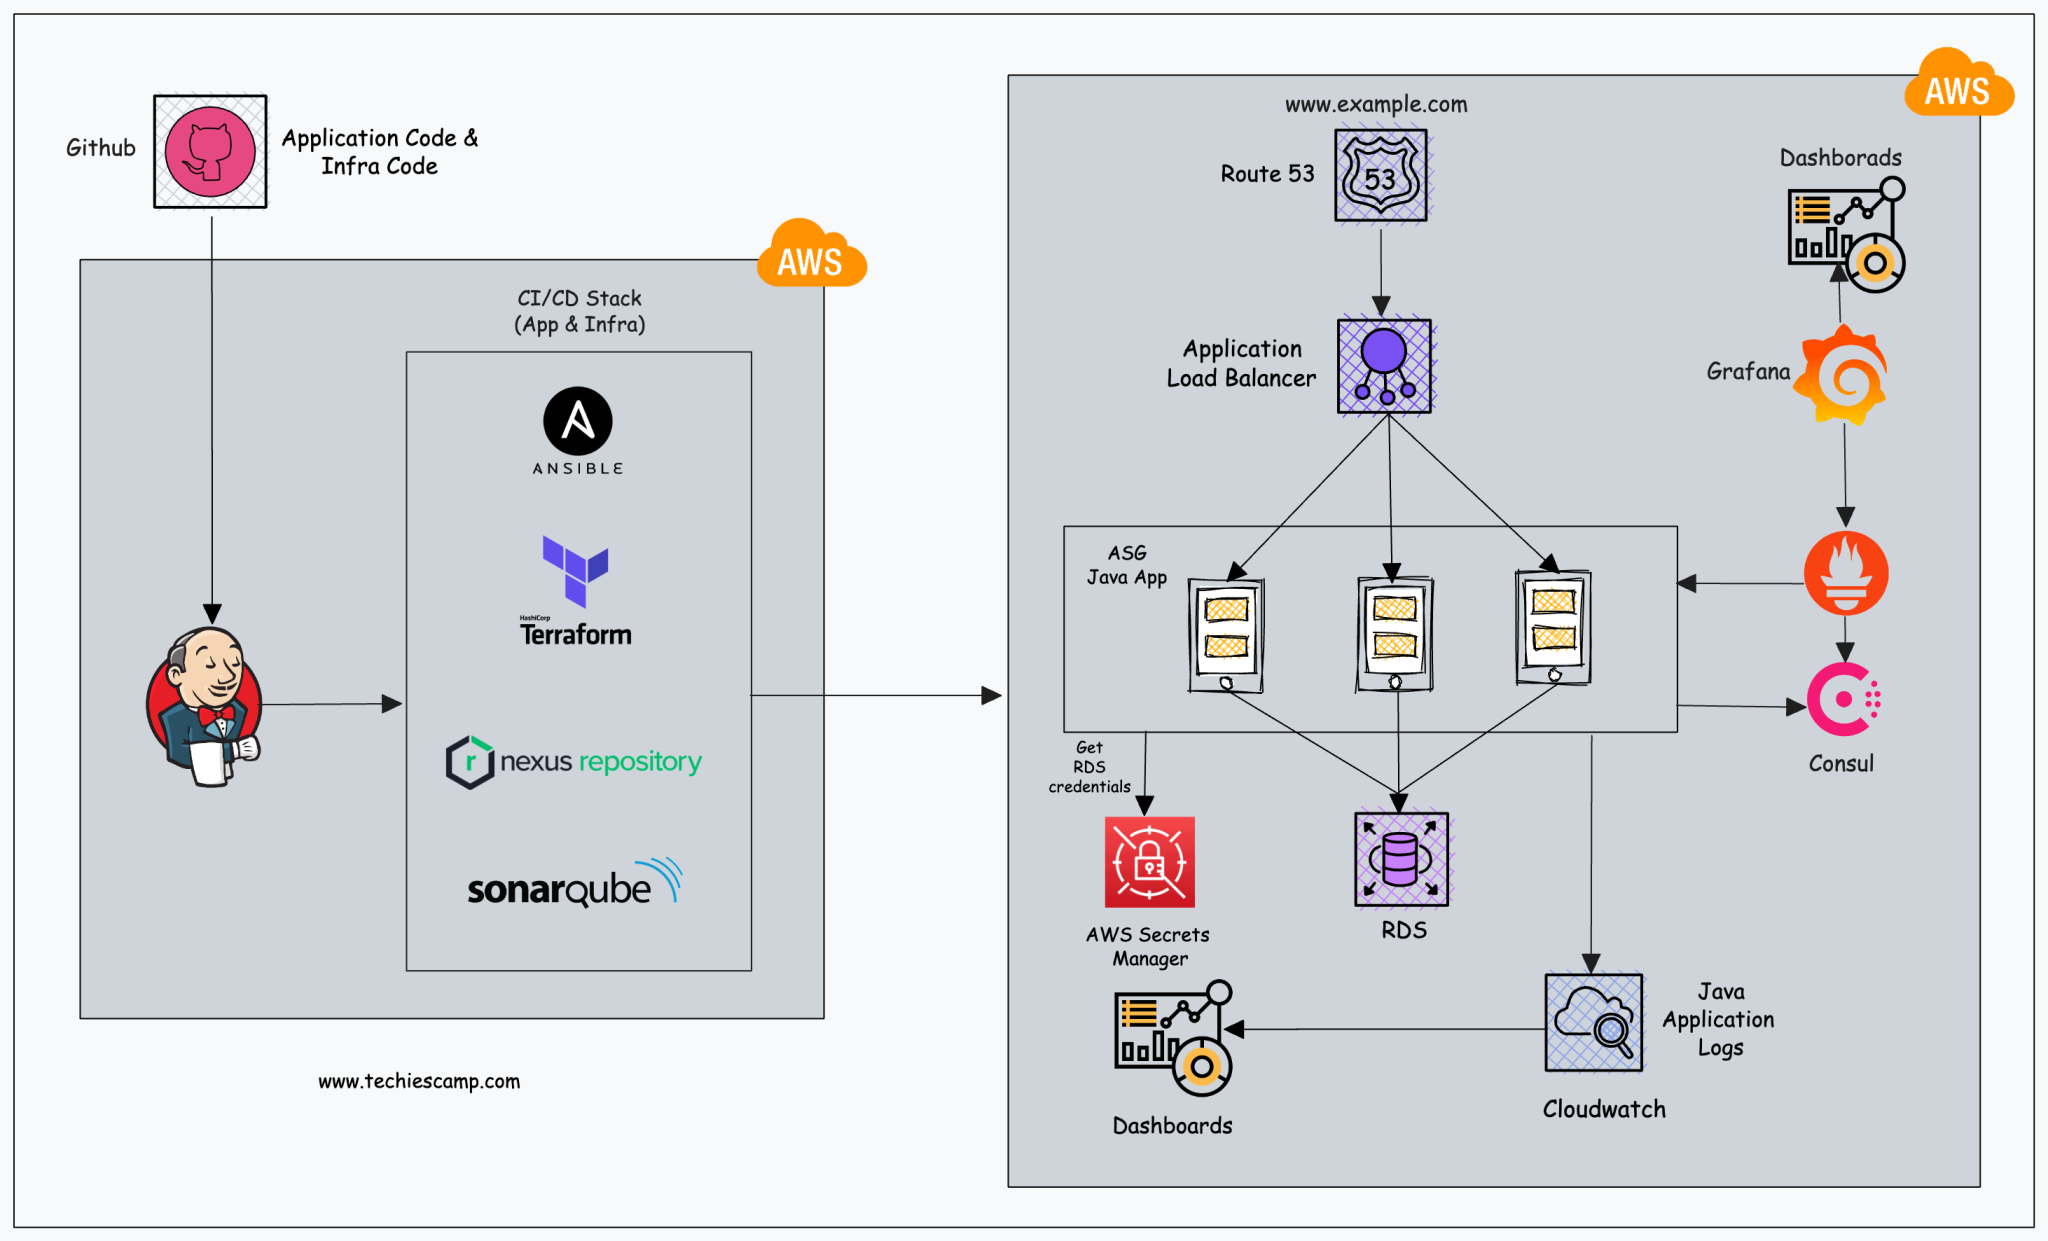 Github
Application Code &
Infra Code
AWS
CI/CD Stack
(App & Infra)
ANSIBLE
HashiCorp
Terraform
r
nexus repository
sonarqube
www.techiescamp.com
AWS
www.example.com
Route 53
53
Dashborads
Application
Load Balancer
Grafana
ASG
Java App
Get
RDS
credentials
Consul
AWS Secrets
Manager
RDS
Java
Application
Logs
Cloudwatch
Dashboards